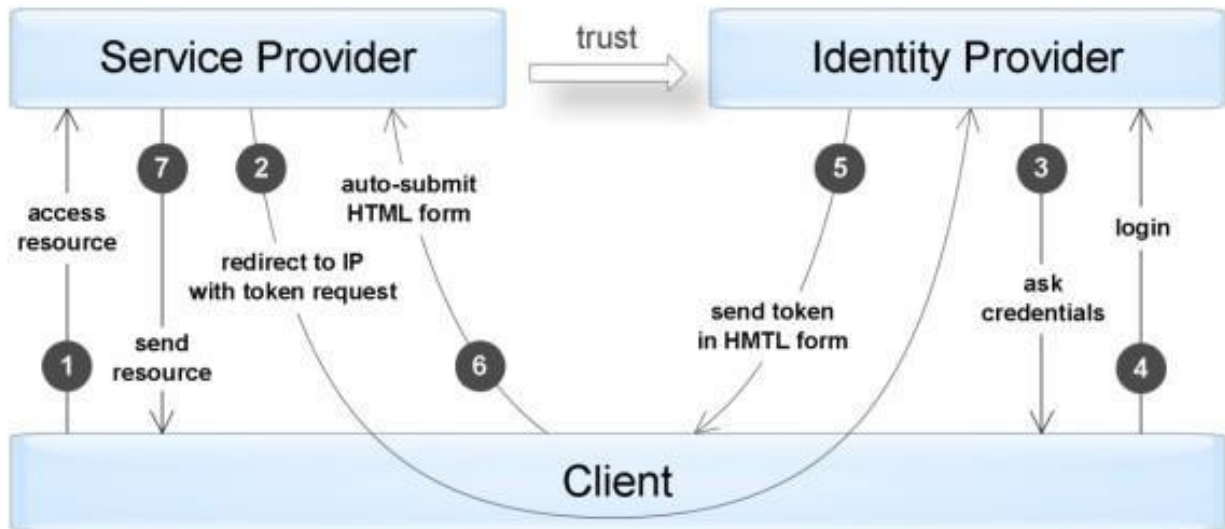 Service Provider
trust
Identity Provider
7
2
5
3
auto-submit
HTML form
access
resource
login
redirect to IP
with token request
ask
credentials
send token
in HMTL form
send
resource
1
6
4
Client